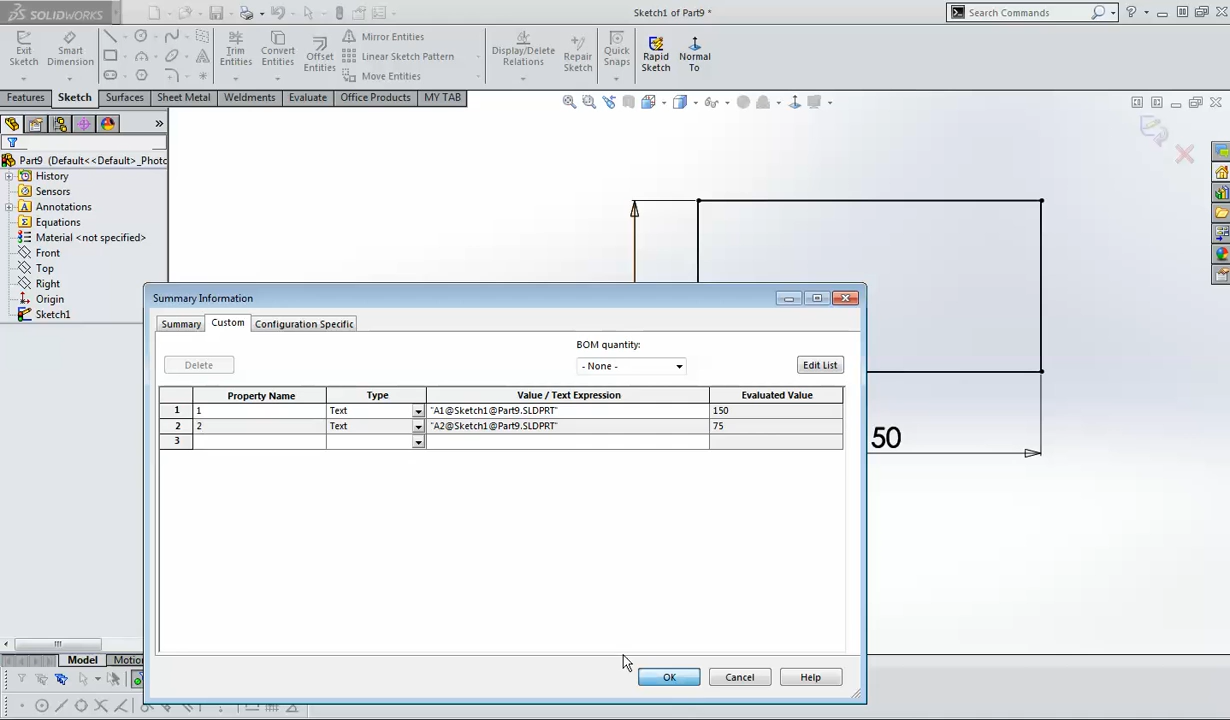 SOLIDWORKS
Sketch1 of Part9 *
Search Commands
Exit Sketch
Smart Dimension
Trim Entities
Convert Entities
Offset Entities
Mirror Entities
Linear Sketch Pattern
Move Entities
Display/Delete Relations
Repair Sketch
Quick Snaps
Rapid Sketch
Normal To
Features
Sketch
Surfaces
Sheet Metal
Weldments
Evaluate
Office Products
MY TAB
Part9 (Default<<Default>_Photo
History
Sensors
Annotations
Equations
Material <not specified>
Front
Top
Right
Origin
Sketch1
50
Summary Information
Summary
Custom
Configuration Specific
BOM quantity:
Delete
- None -
Edit List
Property Name Type Value / Text Expression Evaluated Value
1 1 Text "A1@Sketch1@Part9.SLDPRT" 150
2 2 Text "A2@Sketch1@Part9.SLDPRT" 75
3
OK
Cancel
Help
Model
Motion